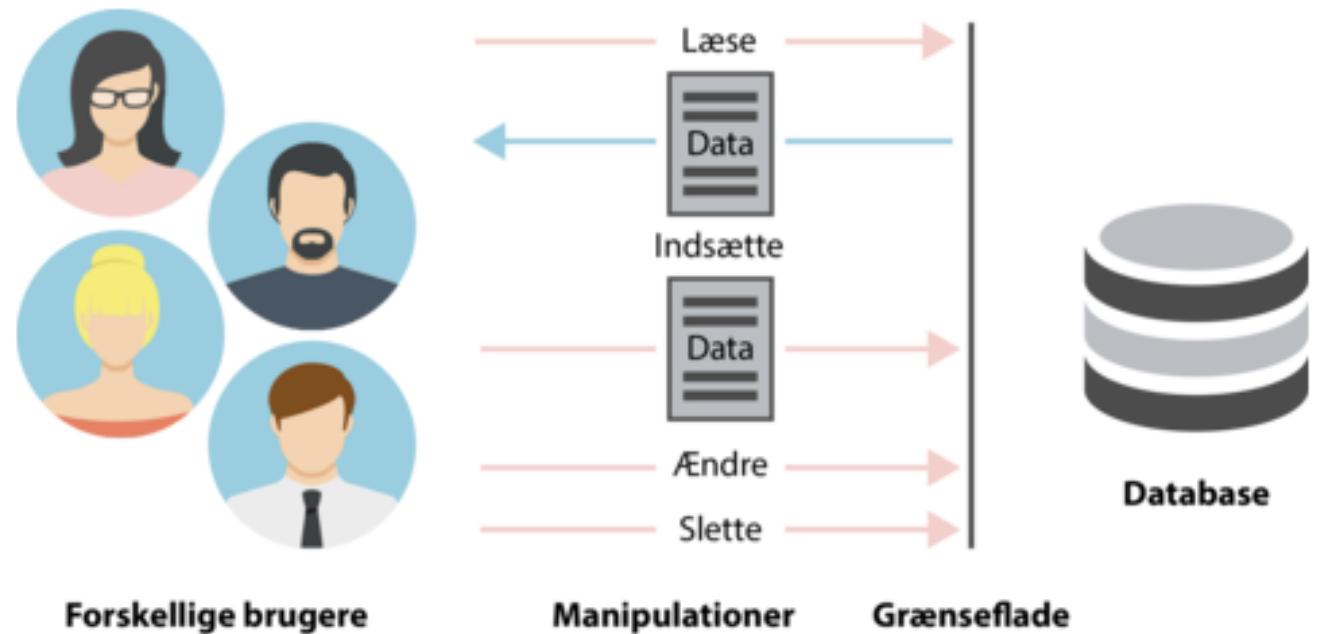 Læse
Data
Indsætte
Data
Ændre
Slette
Database
Forskellige brugere
Manipulationer
Grænseflade